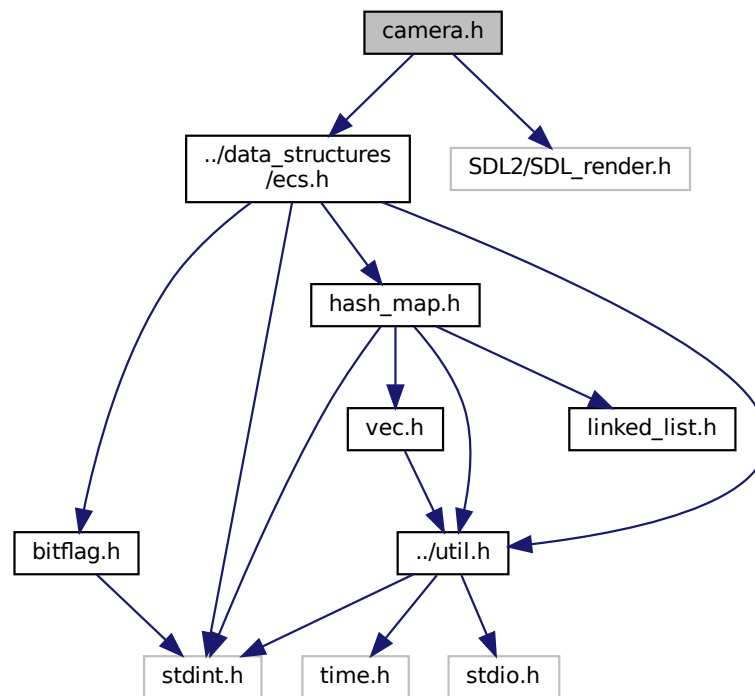 camera.h
../data_structures
/ecs.h
SDL2/SDL_render.h
hash_map.h
vec.h
linked_list.h
bitflag.h
../util.h
stdint.h
time.h
stdio.h